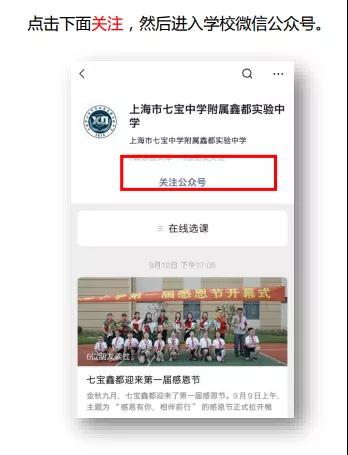 点击下面关注，然后进入学校微信公众号。
上海市七宝中学附属鑫都实验中
学
上海市七宝中学附属鑫都实验中学
关注公众号
≡ 在线选课
9月12日 下午17:05
第一届感恩节开幕式
6位朋友读过
七宝鑫都迎来第一届感恩节
金秋九月，七宝鑫都迎来了第一届感恩节。9月9日上午，
主题为“感恩有你、相伴前行”的感恩节正式拉开帷